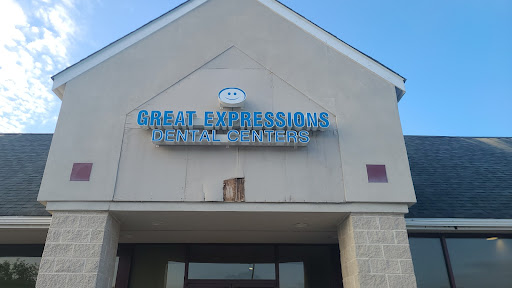 GREAT EXPRESSIONS
DENTAL CENTERS